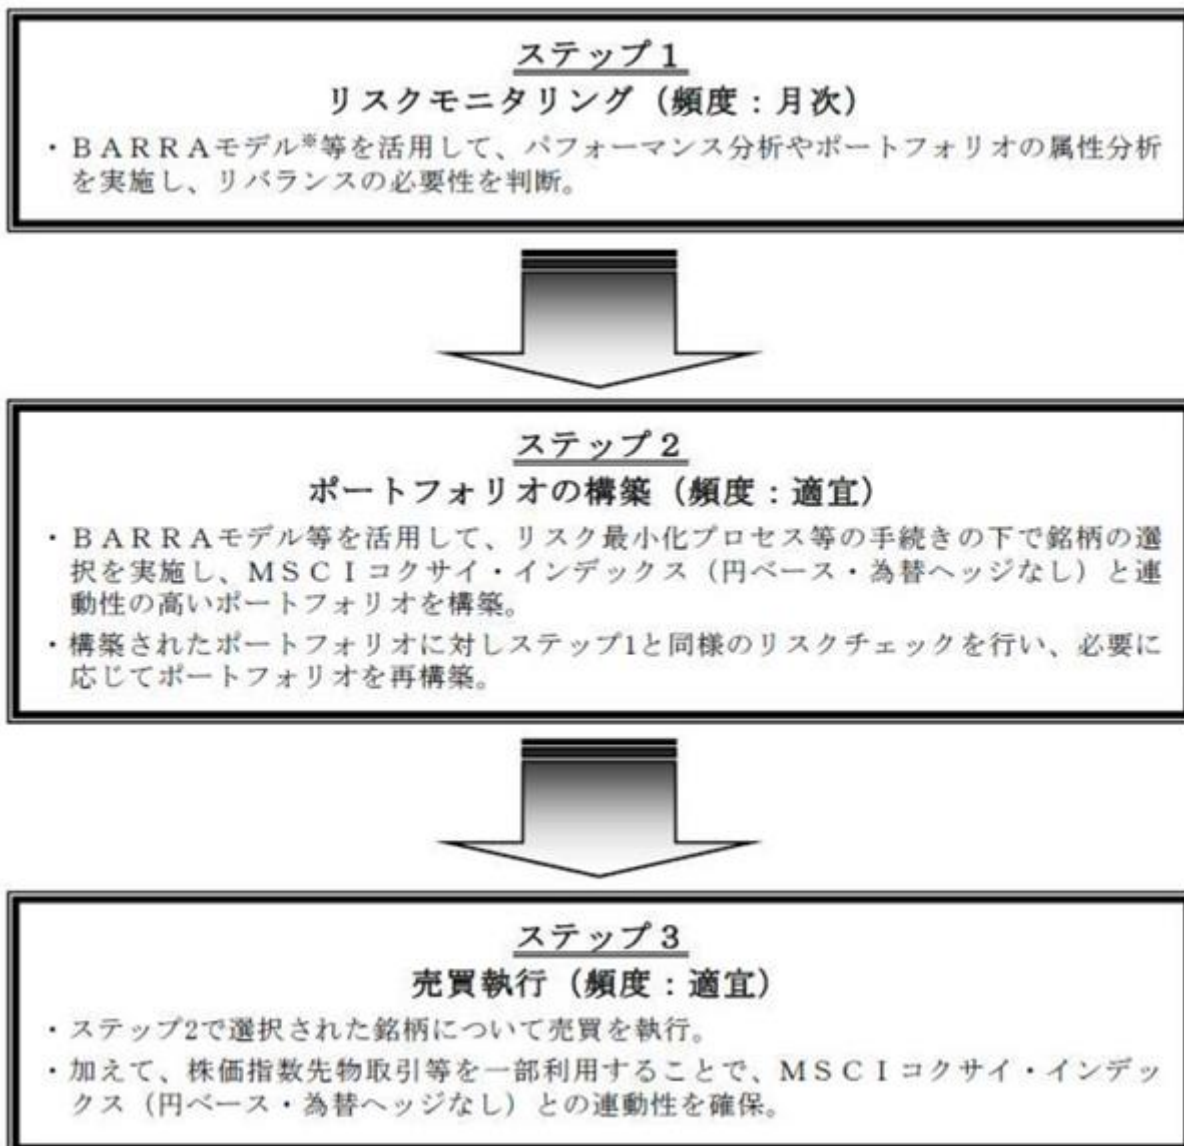 ステップ1
リスクモニタリング（頻度：月次）
・ＢＡＲＲＡモデル※等を活用して、パフォーマンス分析やポートフォリオの属性分析
を実施し、リバランスの必要性を判断。
ステップ2
ポートフォリオの構築（頻度：適宜）
・ＢＡＲＲＡモデル等を活用して、リスク最小化プロセス等の手続きの下で銘柄の選
択を実施し、ＭＳＣＩコクサイ・インデックス（円ベース・為替ヘッジなし）と連
動性の高いポートフォリオを構築。
・構築されたポートフォリオに対しステップ1と同様のリスクチェックを行い、必要に
応じてポートフォリオを再構築。
ステップ3
売買執行（頻度：適宜）
・ステップ2で選択された銘柄について売買を執行。
・加えて、株価指数先物取引等を一部利用することで、ＭＳＣＩコクサイ・インデッ
クス（円ベース・為替ヘッジなし）との連動性を確保。